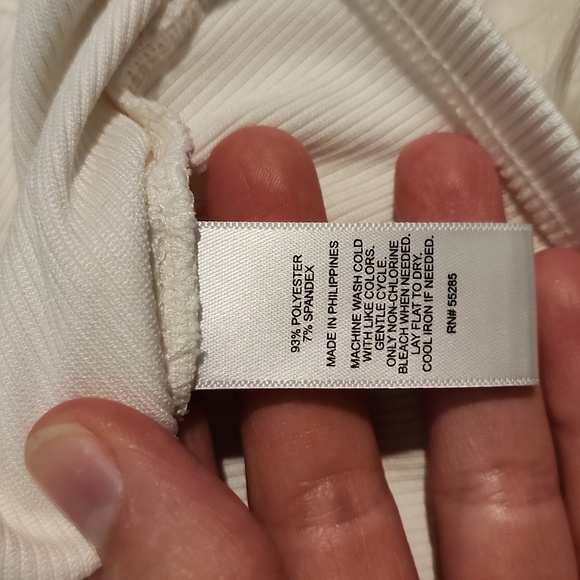 93% POLYESTER
7% SPANDEX
MADE IN PHILIPPINES
MACHINE WASH COLD
WITH LIKE COLORS.
GENTLE CYCLE.
ONLY NON-CHLORINE
BLEACH WHEN NEEDED.
LAY FLAT TO DRY.
COOL IRON IF NEEDED.
RN# 55285